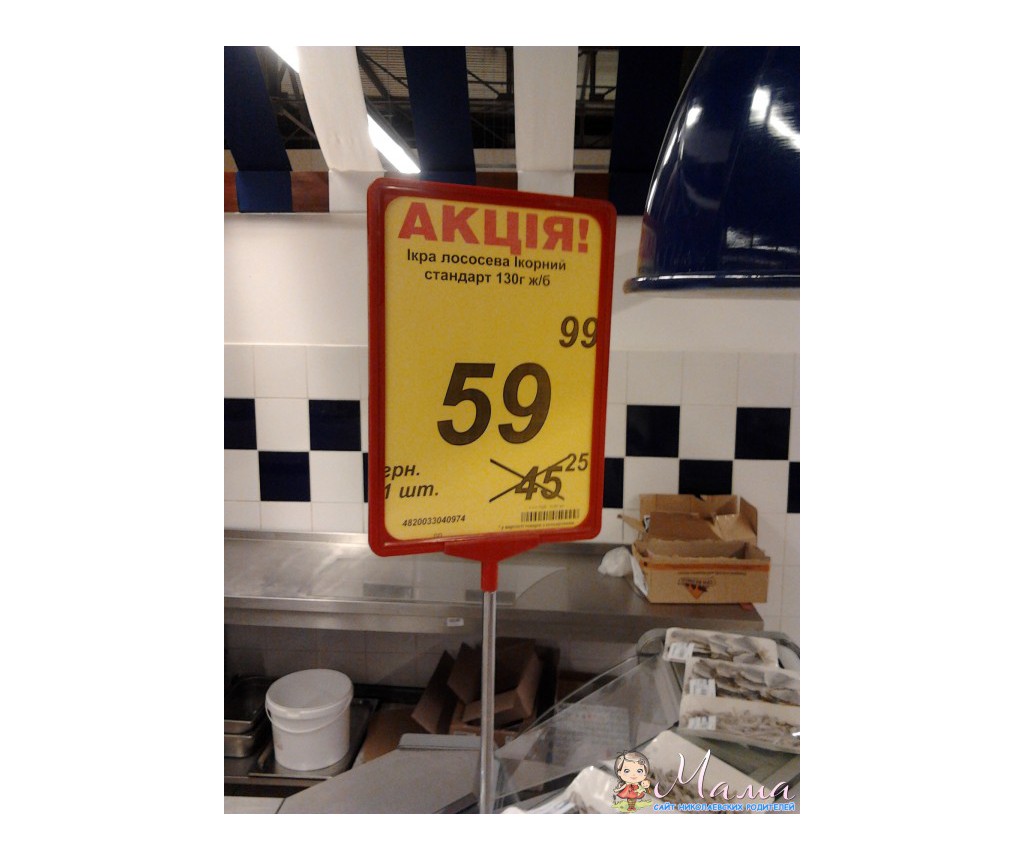 АКЦІЯ!
Ікра лососева Ікорний
стандарт 130г ж/б
99
59
грн.
1 шт.
45 25
4820033040974
Мама
САЙТ НИКОЛАЕВСКИХ РОДИТЕЛЕЙ